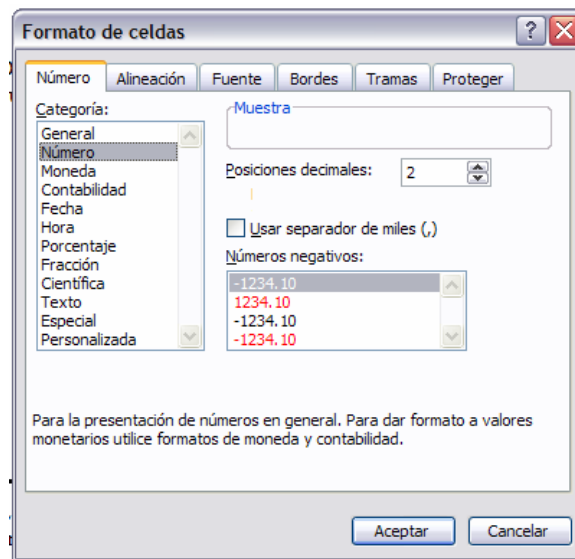 Formato de celdas
Número Alineación Fuente Bordes Tramas Proteger
Categoría:
General
Número
Moneda
Contabilidad
Fecha
Hora
Porcentaje
Fracción
Científica
Texto
Especial
Personalizada
Muestra
Posiciones decimales: 2
Usar separador de miles (,)
Números negativos:
-1234.10
1234.10
-1234.10
-1234.10
Para la presentación de números en general. Para dar formato a valores
monetarios utilice formatos de moneda y contabilidad.
Aceptar Cancelar